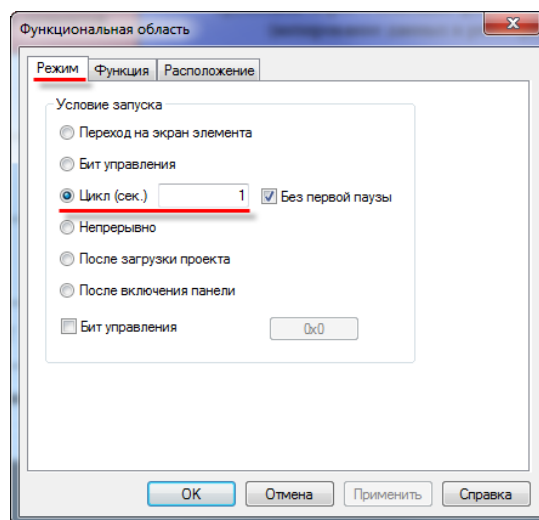 Функциональная область
Режим Функция Расположение
Условие запуска
Переход на экран элемента
Бит управления
Цикл (сек.) 1 Без первой паузы
Непрерывно
После загрузки проекта
После включения панели
Бит управления 0x0
OK Отмена Применить Справка